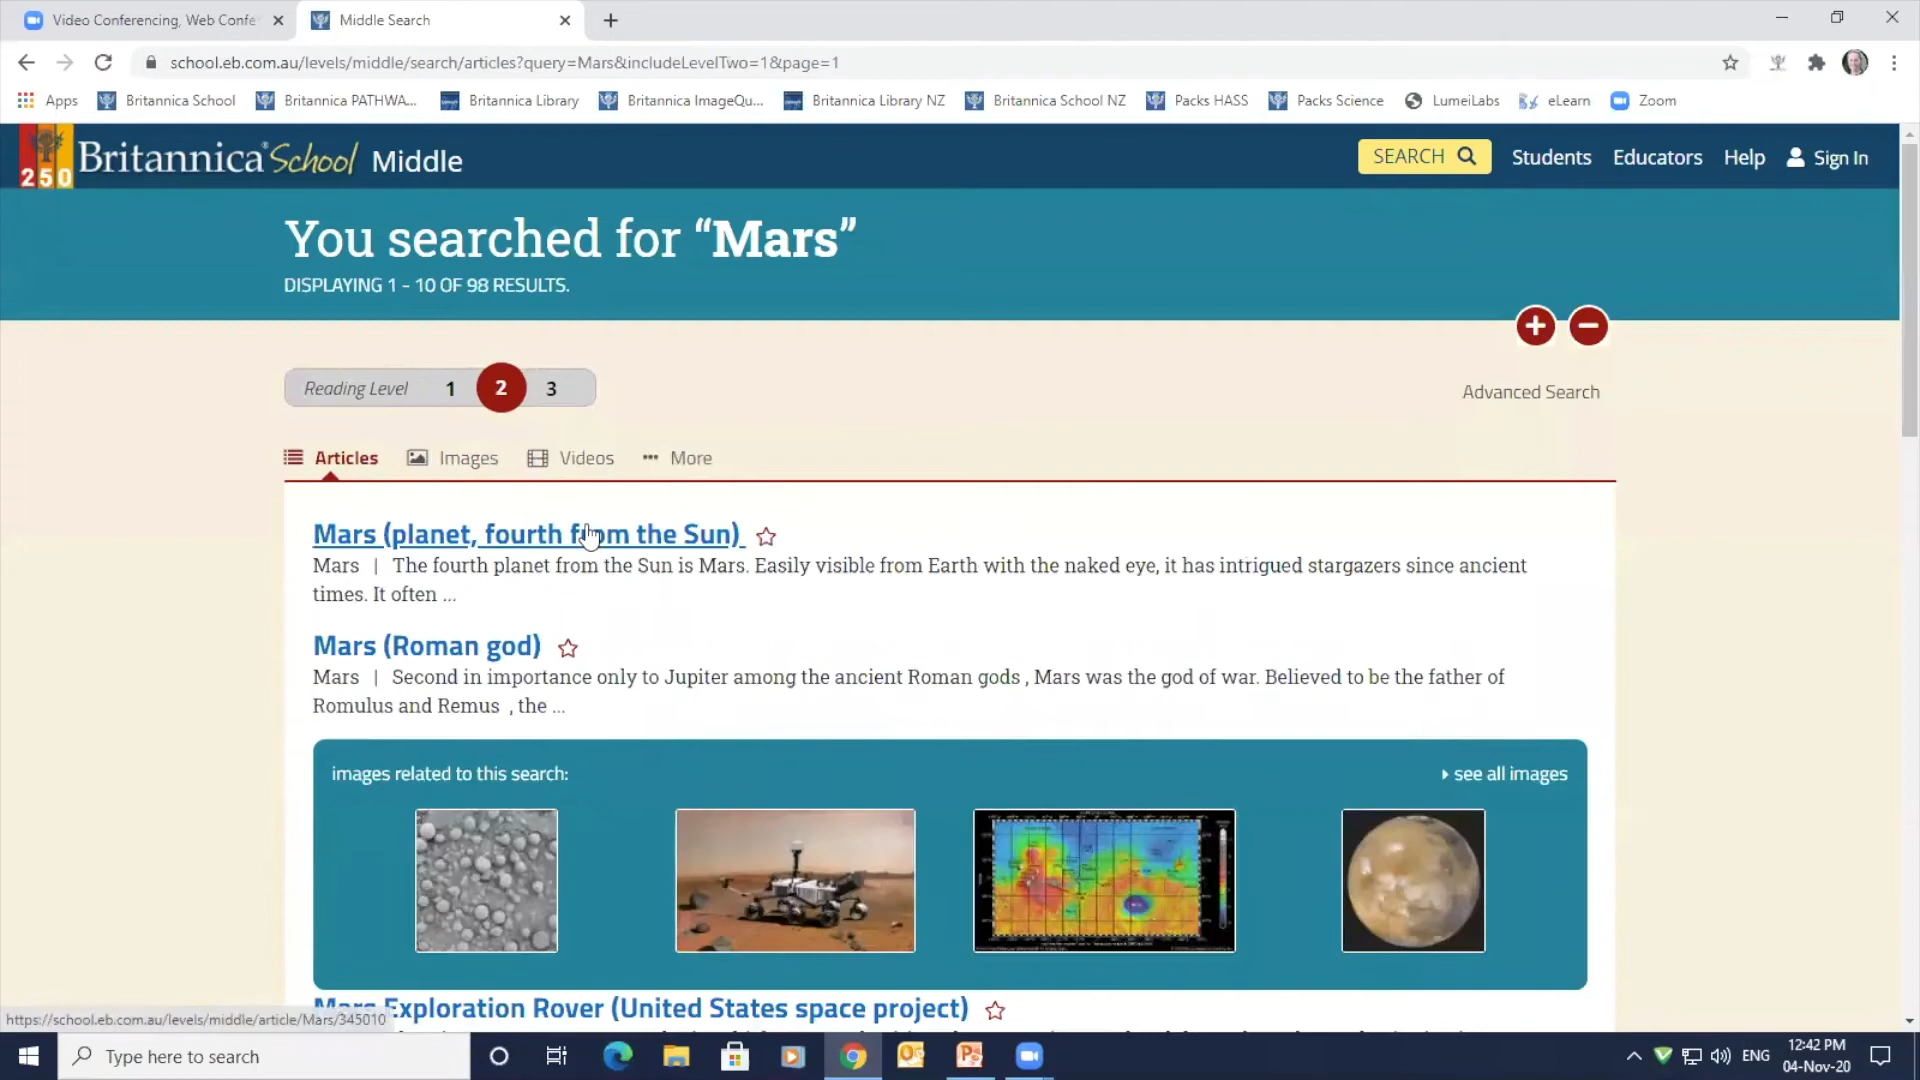 Video Conferencing, Web Confe
Middle Search
school.eb.com.au/levels/middle/search/articles?query=Mars&includeLevelTwo=1&page=1
Apps Britannica School Britannica PATHWA... Britannica Library Britannica ImageQu... Britannica Library NZ Britannica School NZ Packs HASS Packs Science LumeiLabs eLearn Zoom
250 Britannica School Middle
SEARCH Students Educators Help Sign In
You searched for “Mars”
DISPLAYING 1 - 10 OF 98 RESULTS.
Reading Level 1 2 3
Advanced Search
Articles Images Videos More
Mars (planet, fourth from the Sun)
Mars | The fourth planet from the Sun is Mars. Easily visible from Earth with the naked eye, it has intrigued stargazers since ancient
times. It often ...
Mars (Roman god)
Mars | Second in importance only to Jupiter among the ancient Roman gods , Mars was the god of war. Believed to be the father of
Romulus and Remus , the ...
images related to this search:
see all images
Mars Exploration Rover (United States space project)
https://school.eb.com.au/levels/middle/article/Mars/345010
Type here to search
ENG
12:42 PM
04-Nov-20